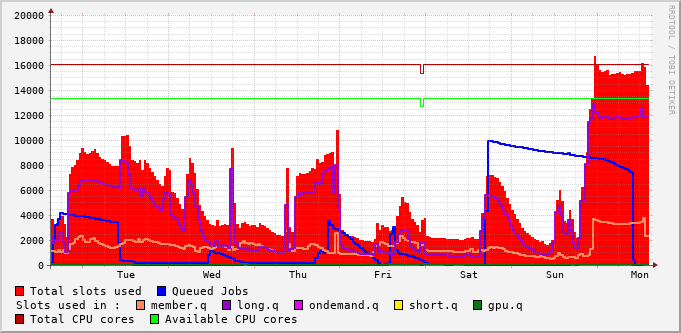 20000
18000
16000
14000
12000
10000
8000
6000
4000
2000
0
Tue Wed Thu Fri Sat Sun Mon
Total slots used Queued Jobs
Slots used in : member.q long.q ondemand.q short.q gpu.q
Total CPU cores Available CPU cores
RRDTOOL / TOBI OETIKER